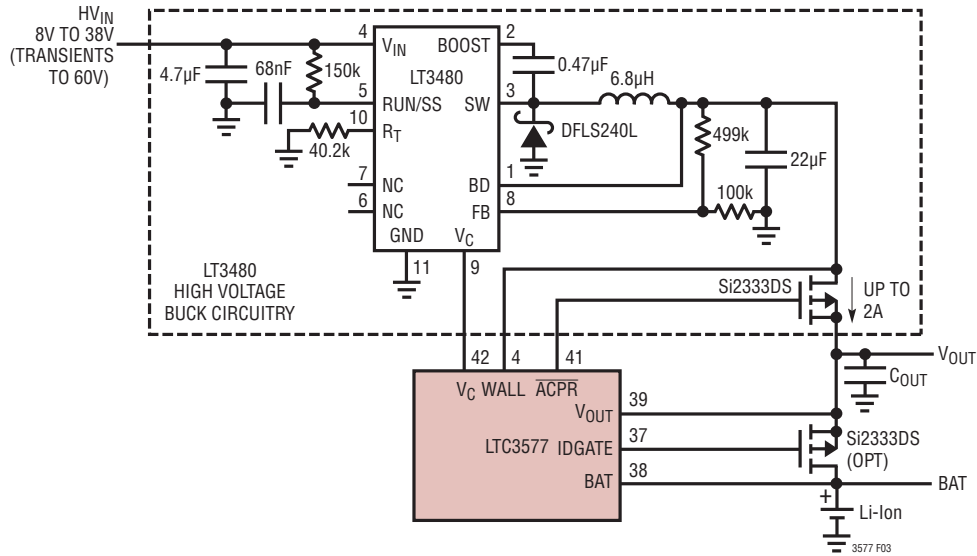 HVIN
8V TO 38V
(TRANSIENTS
TO 60V)
4.7µF
68nF
150k
4
VIN
BOOST
2
LT3480
0.47µF
6.8µH
5
RUN/SS
SW
3
10
RT
40.2k
DFLS240L
499k
22µF
7
NC
BD
1
100k
6
NC
FB
8
GND
VC
11
9
LT3480
HIGH VOLTAGE
BUCK CIRCUITRY
Si2333DS
UP TO
2A
42
4
41
VC
WALL
ACPR
VOUT
COUT
VOUT
39
LTC3577
IDGATE
37
Si2333DS
(OPT)
BAT
38
BAT
+
Li-Ion
3577 F03